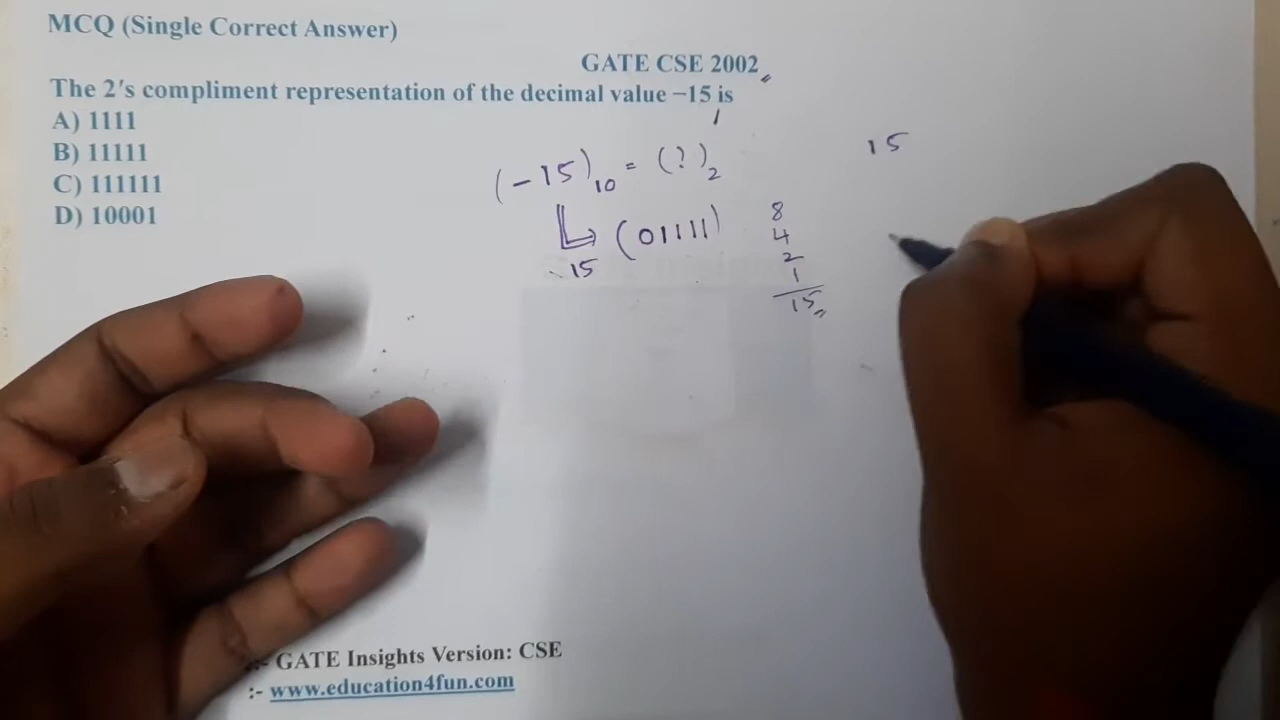 MCQ (Single Correct Answer)
GATE CSE 2002
The 2's compliment representation of the decimal value −15 is
A) 1111
B) 11111
C) 111111
D) 10001
(-15)10 = (?)2
15
(01111)
15
8
4
2
1
15
:- GATE Insights Version: CSE
:- www.education4fun.com